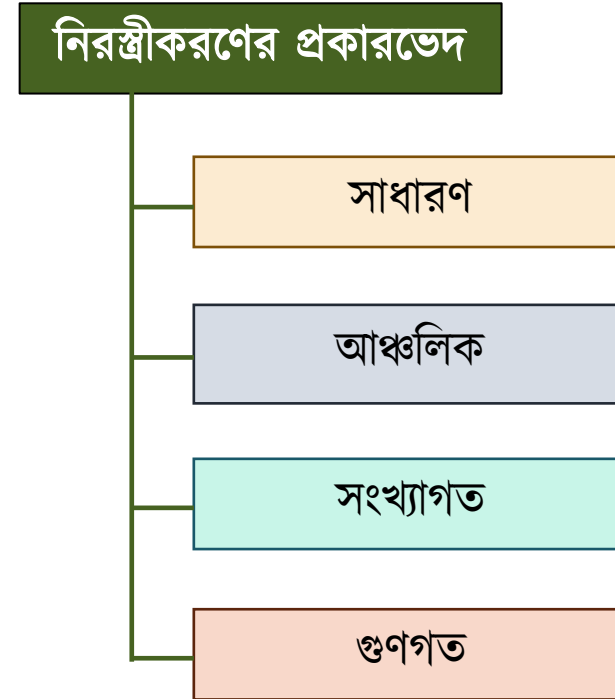 নিরস্ত্রীকরণের প্রকারভেদ
সাধারণ
আঞ্চলিক
সংখ্যাগত
গুণগত